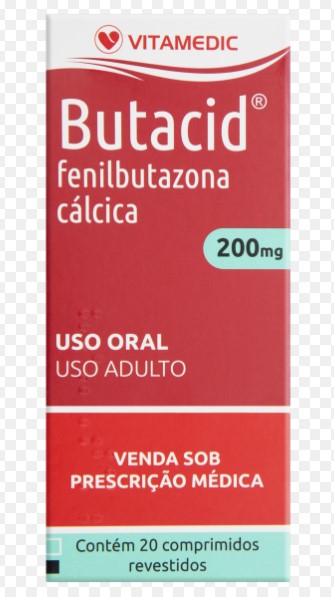 VITAMEDIC
Butacid®
fenilbutazona
cálcica
200mg
USO ORAL
USO ADULTO
VENDA SOB
PRESCRIÇÃO MÉDICA
Contém 20 comprimidos
revestidos